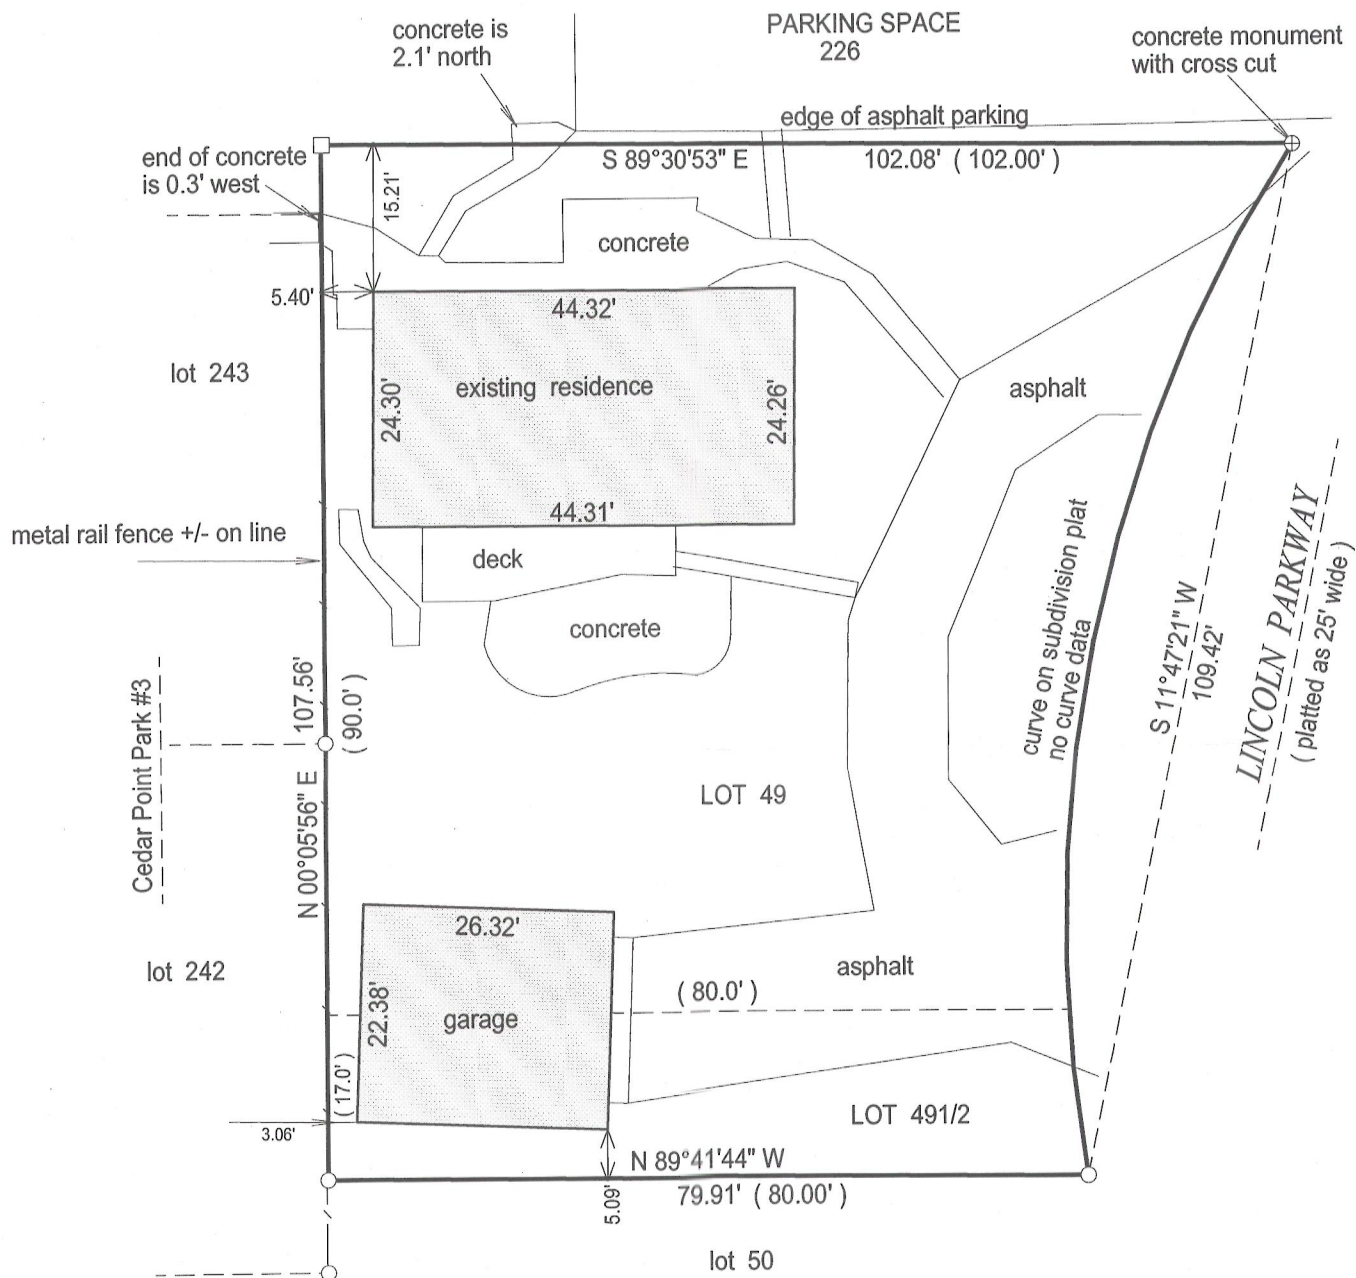 PARKING SPACE
226
concrete is
2.1' north
concrete monument
with cross cut
edge of asphalt parking
S 89°30'53" E
102.08' ( 102.00' )
end of concrete
is 0.3' west
15.21'
concrete
5.40'
44.32'
lot 243
existing residence
24.30'
24.26'
asphalt
44.31'
metal rail fence +/- on line
deck
concrete
curve on subdivision plat
no curve data
S 11°47'21" W
109.42'
LINCOLN PARKWAY
( platted as 25' wide )
Cedar Point Park #3
107.56'
( 90.0' )
N 00°05'56" E
LOT 49
26.32'
lot 242
22.38'
garage
asphalt
( 80.0' )
( 17.0' )
3.06'
LOT 491/2
N 89°41'44" W
79.91' ( 80.00' )
5.09'
lot 50